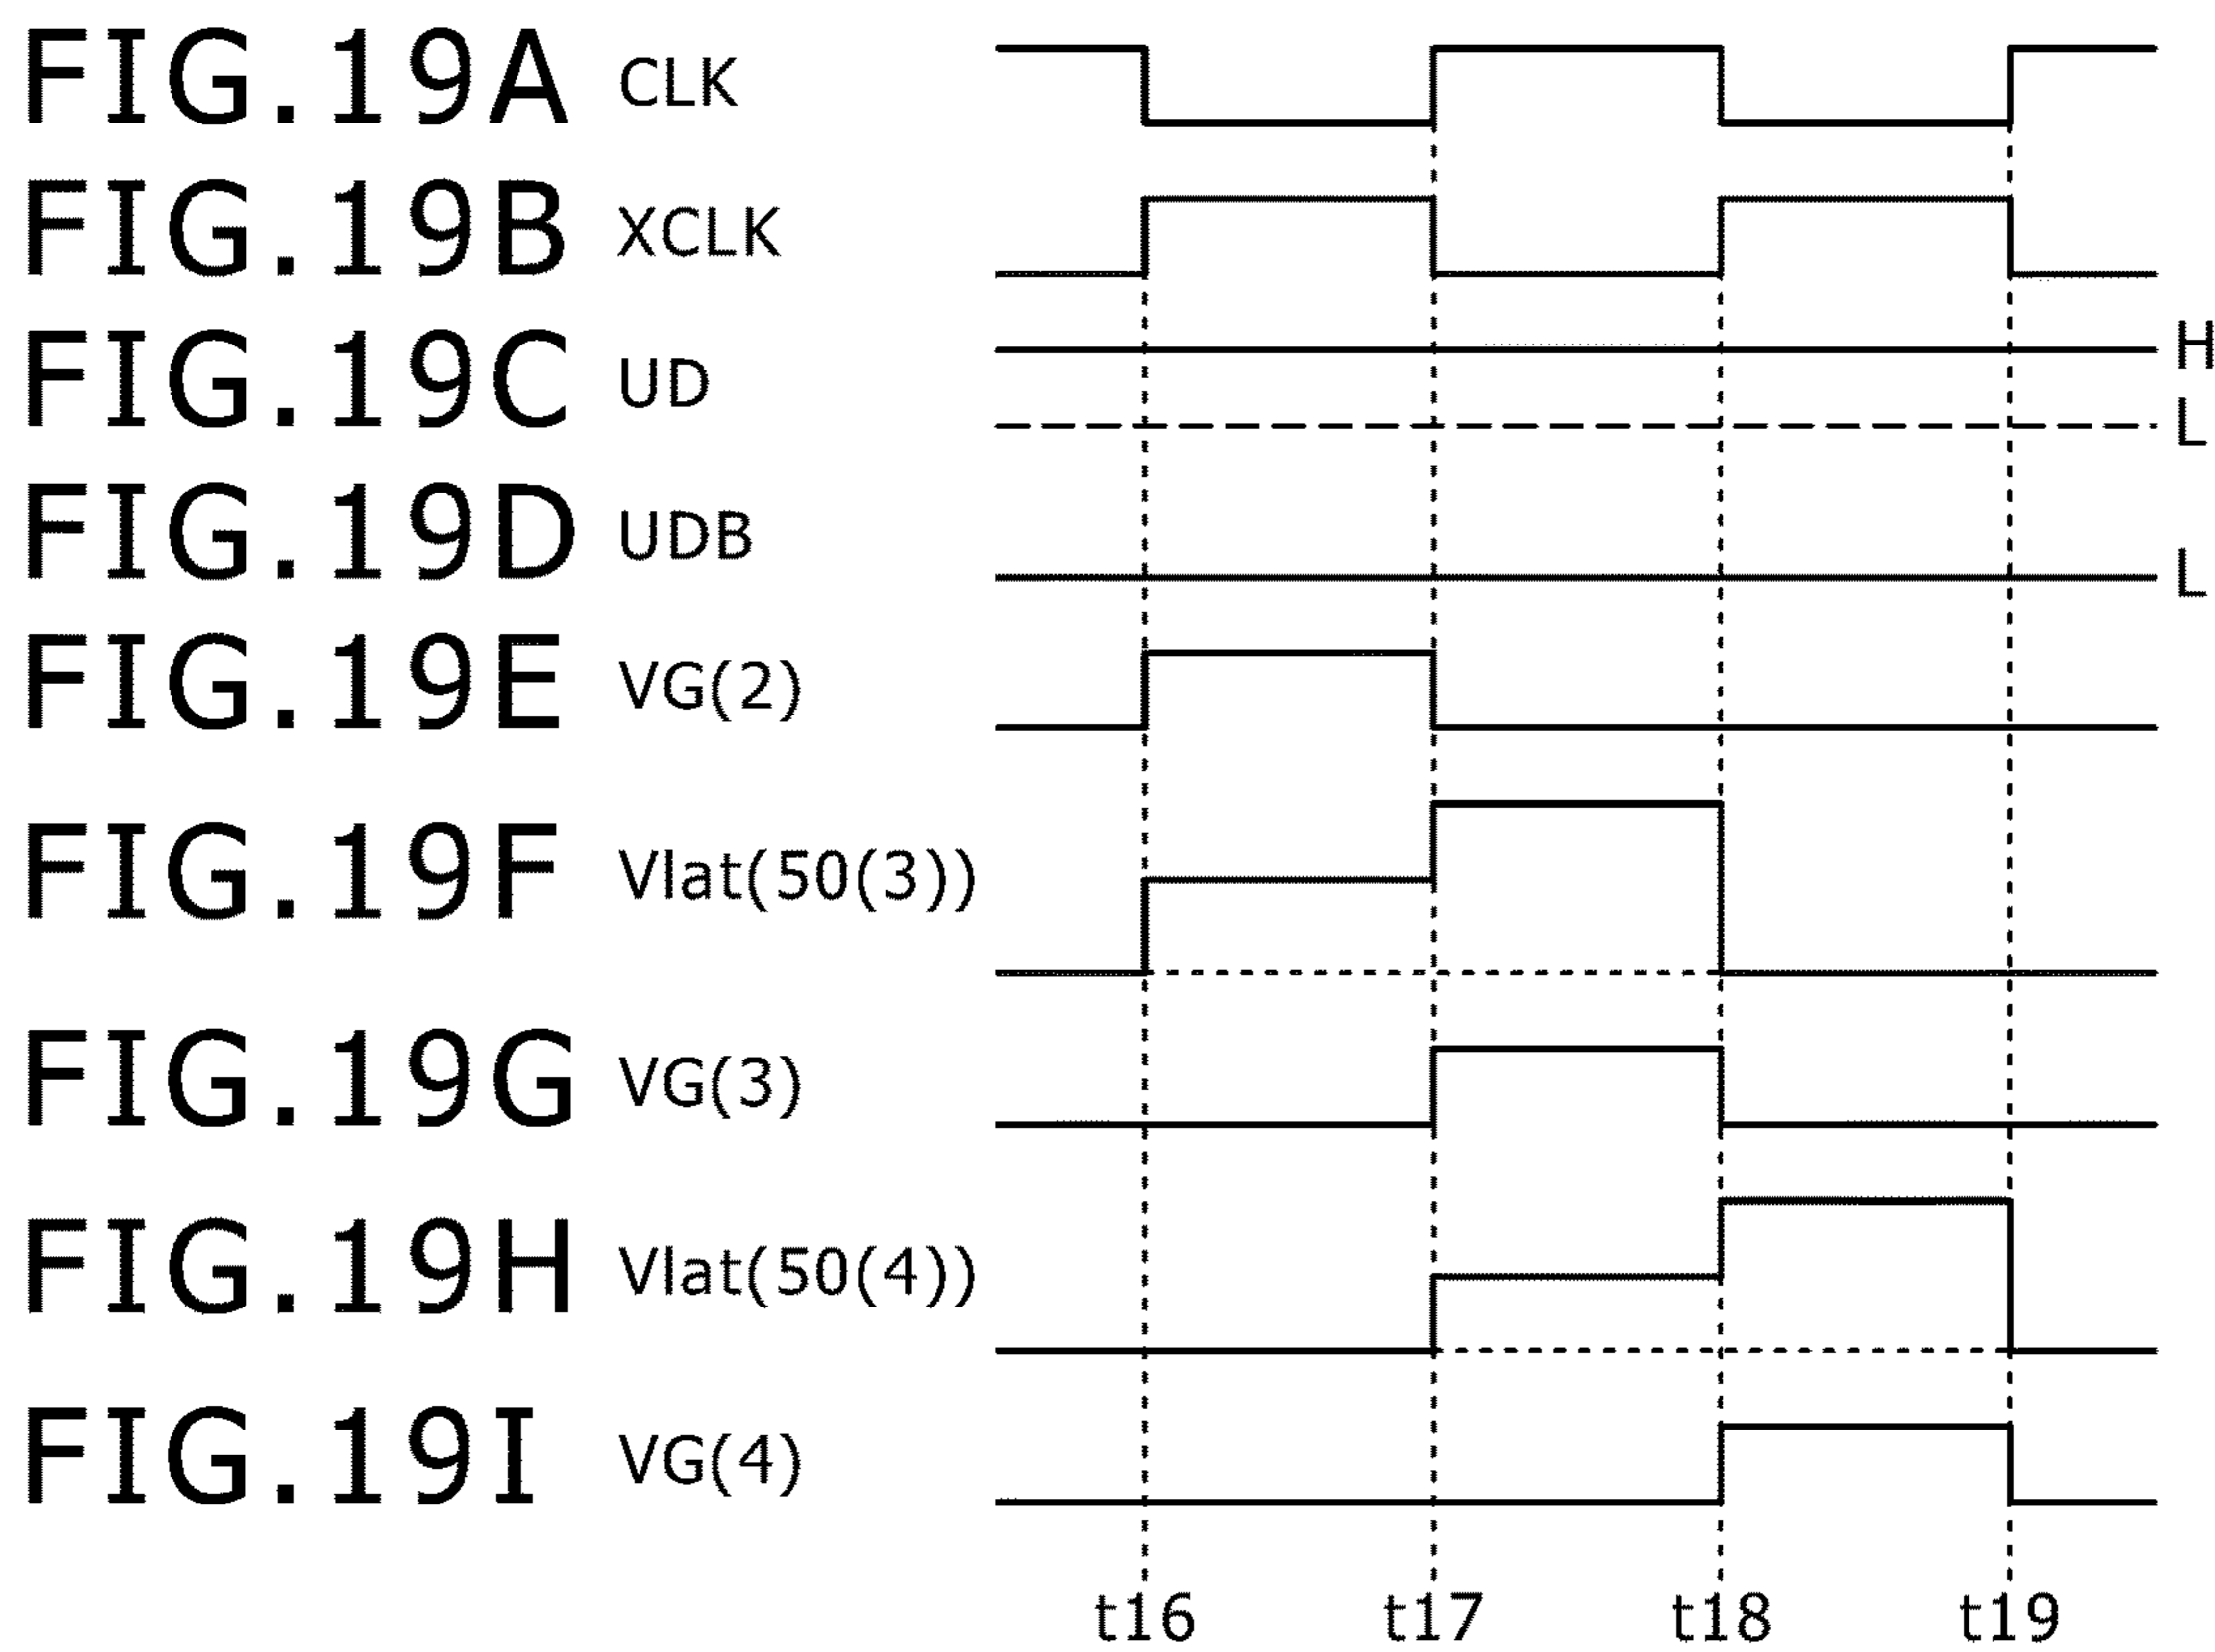 FIG.19A CLK
FIG.19B XCLK
FIG.19C UD H
L
FIG.19D UDB L
FIG.19E VG(2)
FIG.19F Vlat(50(3))
FIG.19G VG(3)
FIG.19H Vlat(50(4))
FIG.19I VG(4)
t16 t17 t18 t19